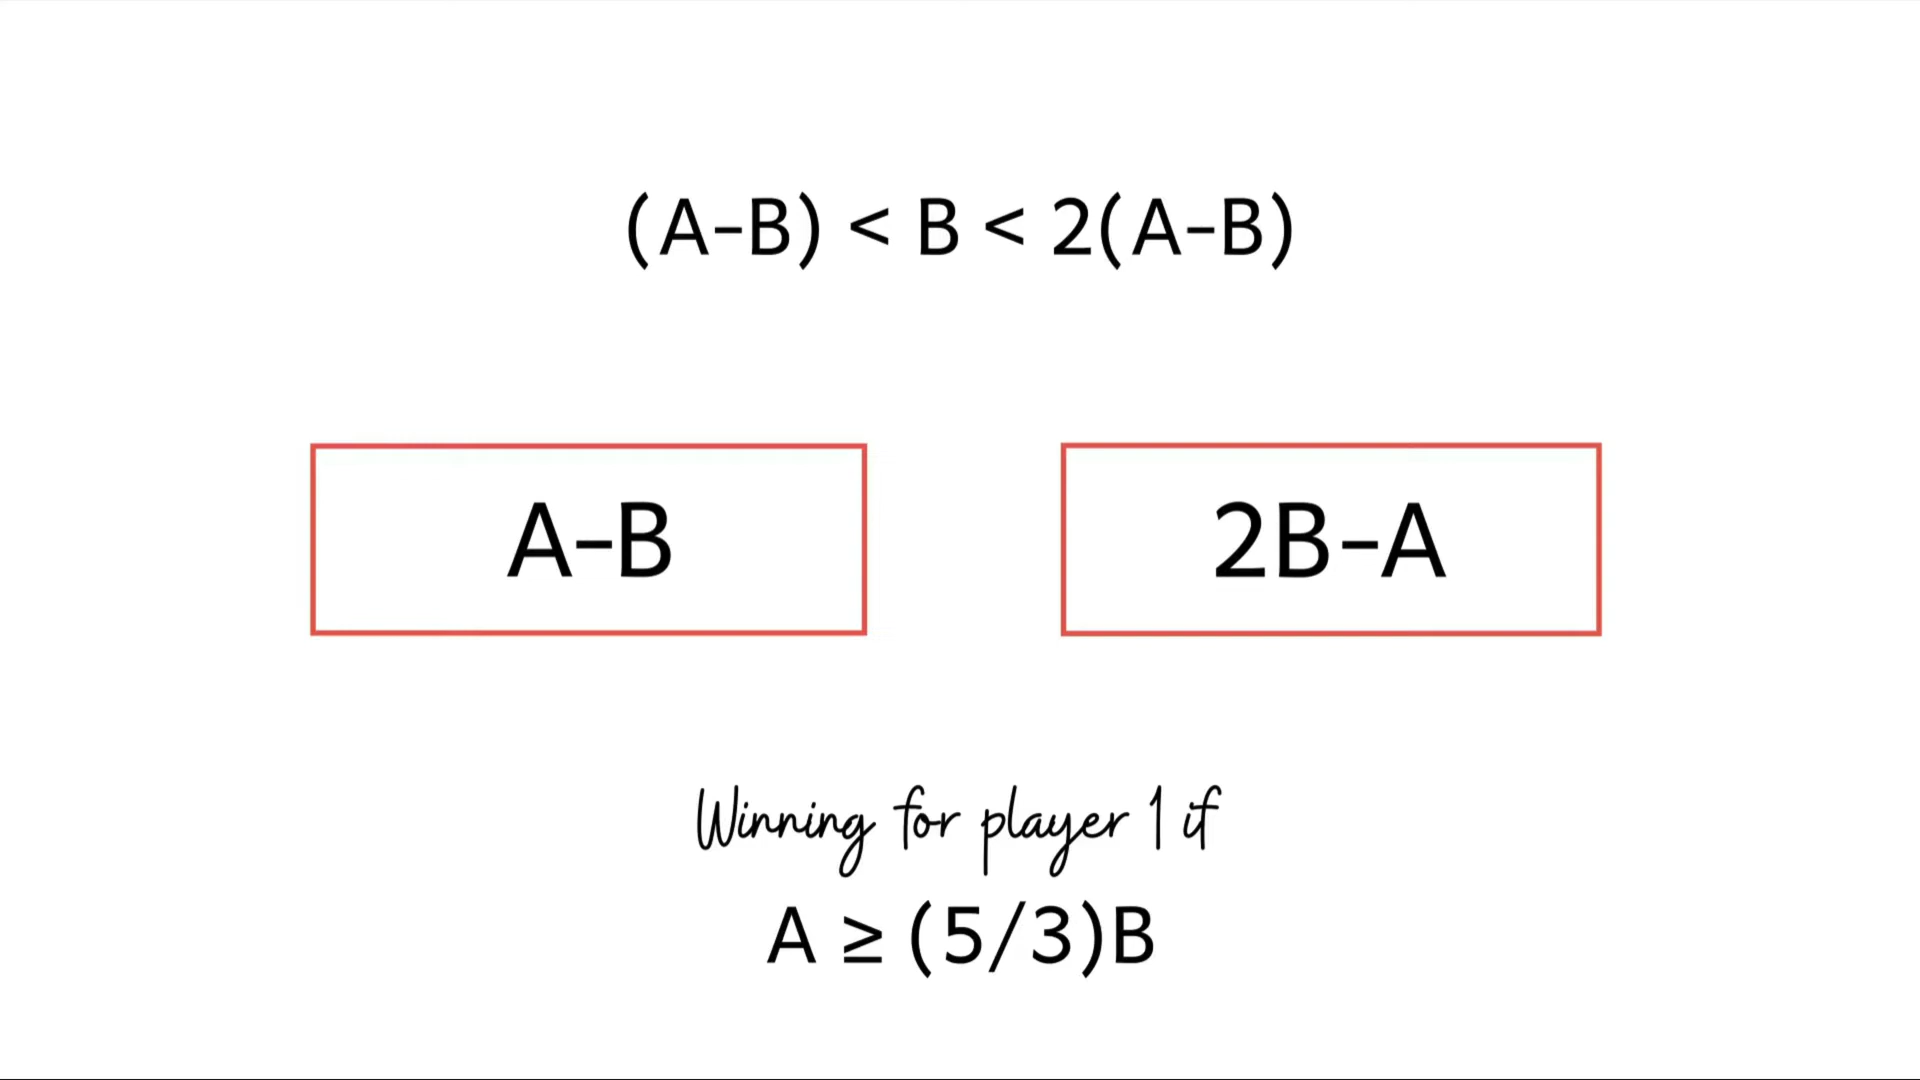 (A–B) < B < 2(A–B)
A–B
2B–A
Winning for player 1 if
A ≥ (5/3)B